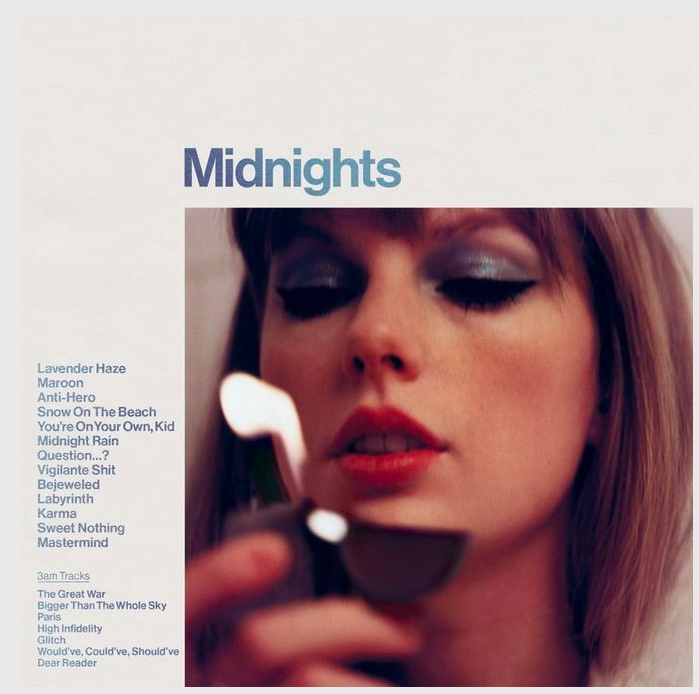 Midnights
Lavender Haze
Maroon
Anti-Hero
Snow On The Beach
You're On Your Own, Kid
Midnight Rain
Question...?
Vigilante Shit
Bejeweled
Labyrinth
Karma
Sweet Nothing
Mastermind
3am Tracks
The Great War
Bigger Than The Whole Sky
Paris
High Infidelity
Glitch
Would've, Could've, Should've
Dear Reader